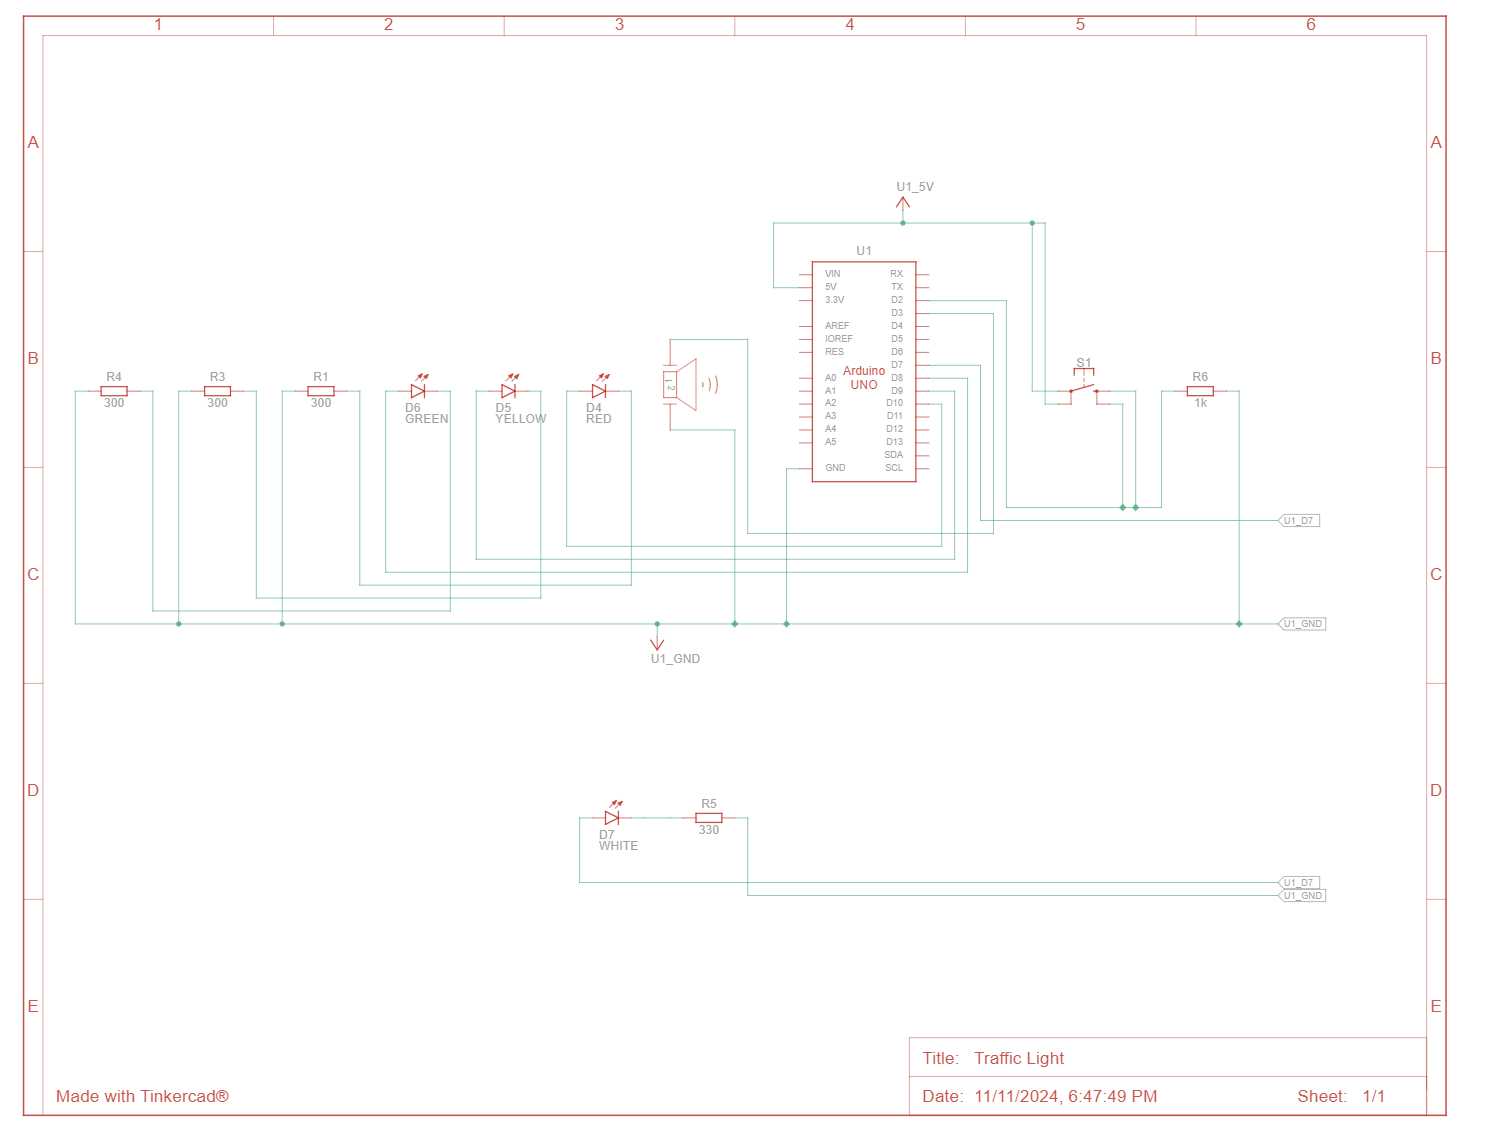 1 2 3 4 5 6
A A
U1_5V
U1
B B
VIN RX
5V TX
3.3V D2
D3
AREF D4
IOREF D5
RES D6
D7
A0 D8
A1 D9
A2 D10
A3 D11
A4 D12
A5 D13
SDA
GND SCL
Arduino
UNO
R4
300
R3
300
R1
300
D6
GREEN
D5
YELLOW
D4
RED
1 2
S1
R6
1k
U1_D7
C C
U1_GND
U1_GND
D D
D7
WHITE
R5
330
U1_D7
U1_GND
E E
Title: Traffic Light
Made with Tinkercad®
Date: 11/11/2024, 6:47:49 PM Sheet: 1/1